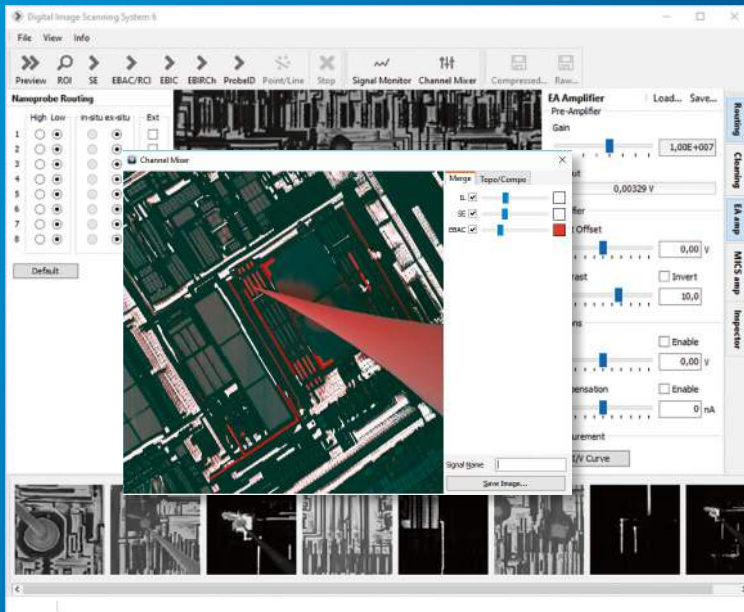 Digital Image Scanning System 6
File View Info
Preview ROI SE EBAC/RCI EBIC EBIRCh ProbeID Point/Line Stop Signal Monitor Channel Mixer Compressed... Raw...
Nanoprobe Routing
High Low in-situ ex-situ Ext
1
2
3
4
5
6
7
8
Default
Channel Mixer
Merge Topo/Compo
IL
SE
EBAC
Signal Name
Save Image...
EA Amplifier Load... Save...
Pre-Amplifier
Gain
1,00E+007
0,00329 V
Offset
0,00 V
Invert
10,0
Enable
0,00 V
Enable
0 nA
I/V Curve
Routing
Cleaning
EA amp
MICS amp
Inspector